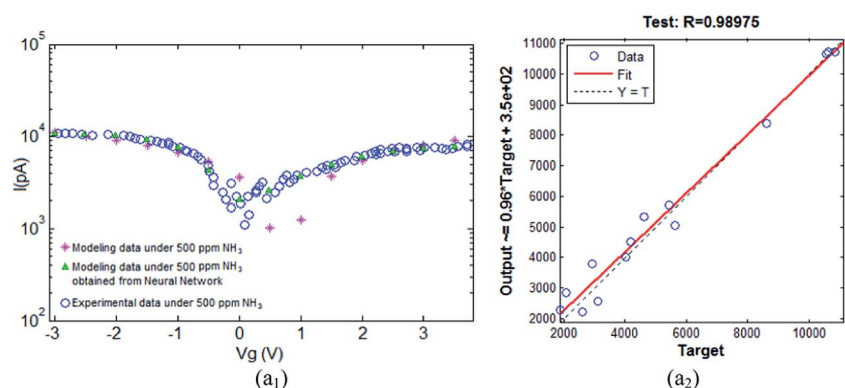 10^5
10^4
10^3
10^2
I(pA)
Modeling data under 500 ppm NH3
Modeling data under 500 ppm NH3
obtained from Neural Network
Experimental data under 500 ppm NH3
-3 -2 -1 0 1 2 3
Vg (V)
(a1)
Test: R=0.98975
Output ~= 0.96*Target + 3.5e+02
11000
10000
9000
8000
7000
6000
5000
4000
3000
2000
Data
Fit
Y = T
2000 4000 6000 8000 10000
Target
(a2)